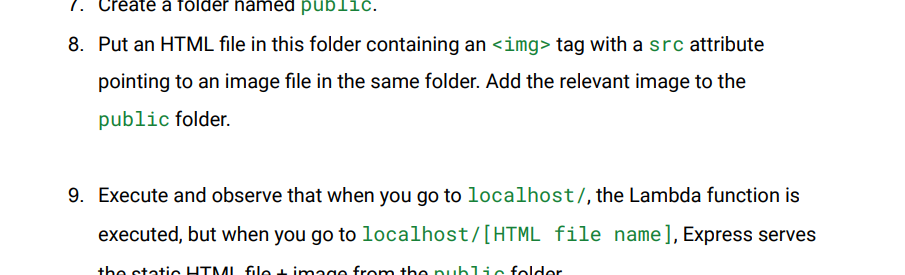 7. Create a folder named public.
8. Put an HTML file in this folder containing an <img> tag with a src attribute
pointing to an image file in the same folder. Add the relevant image to the
public folder.
9. Execute and observe that when you go to localhost/, the Lambda function is
executed, but when you go to localhost/[HTML file name], Express serves
the static HTML file + image from the public folder.